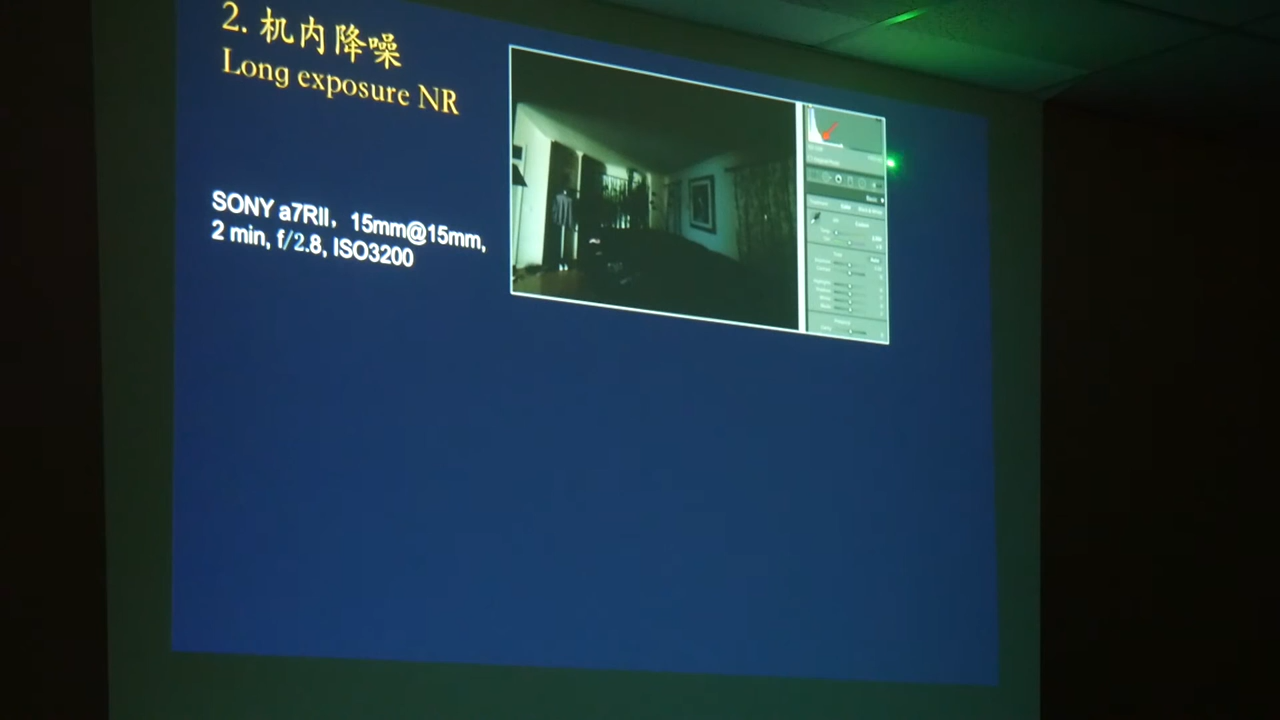 2. 机内降噪
Long exposure NR
SONY a7RII，15mm@15mm,
2 min, f/2.8, ISO3200